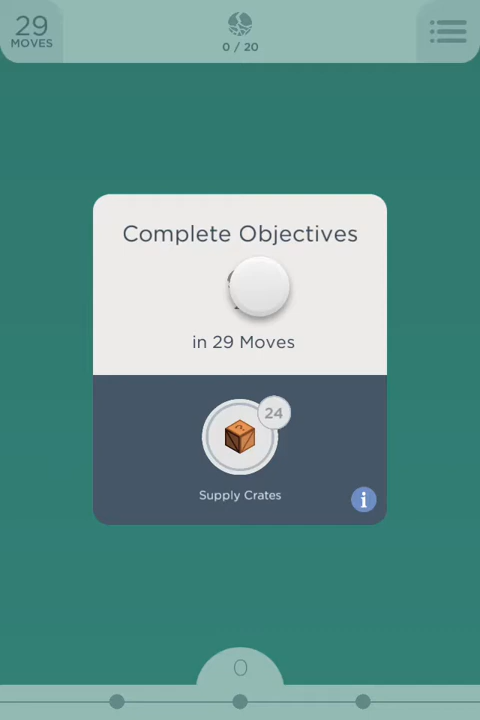 29
MOVES
0 / 20
Complete Objectives
in 29 Moves
24
Supply Crates
i
0